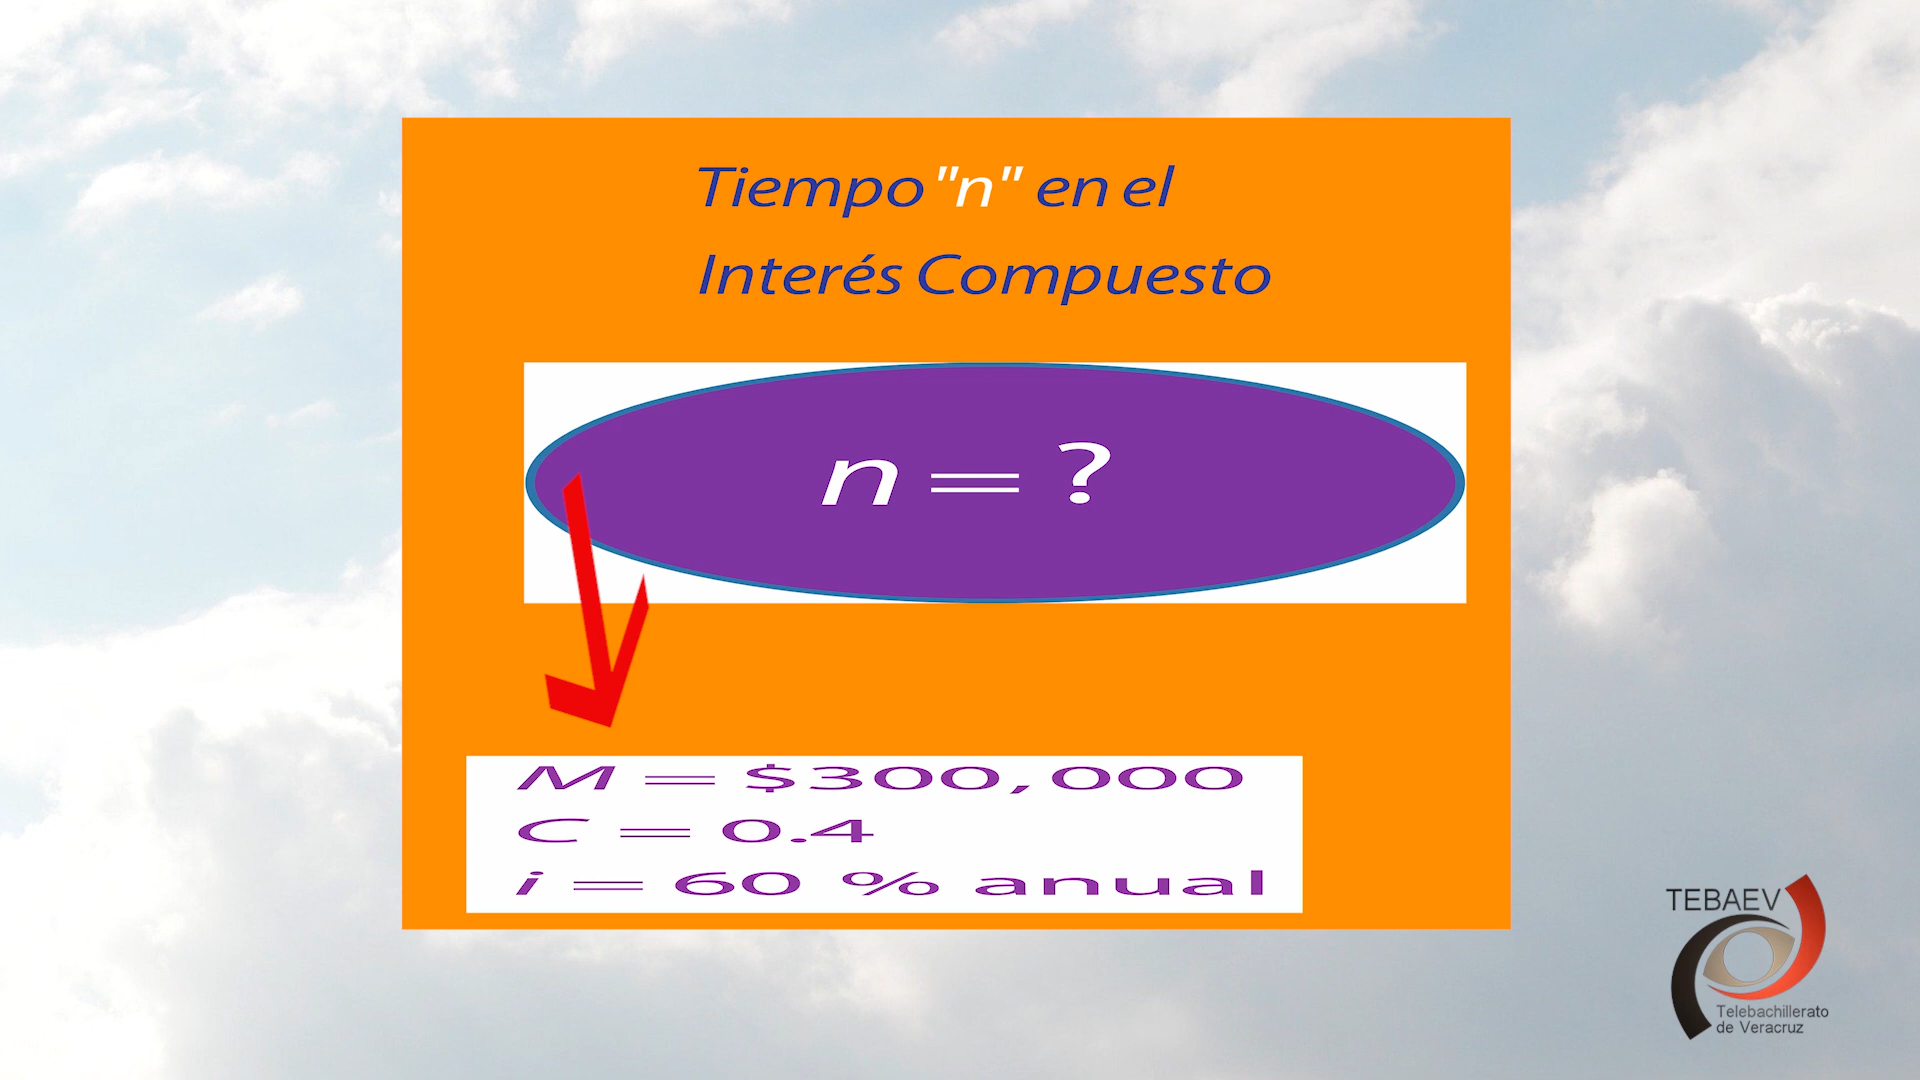 Tiempo "n" en el
Interés Compuesto
n = ?
M = $300,000
C = 0.4
i = 60 % anual
TEBAEV
Telebachillerato
de Veracruz